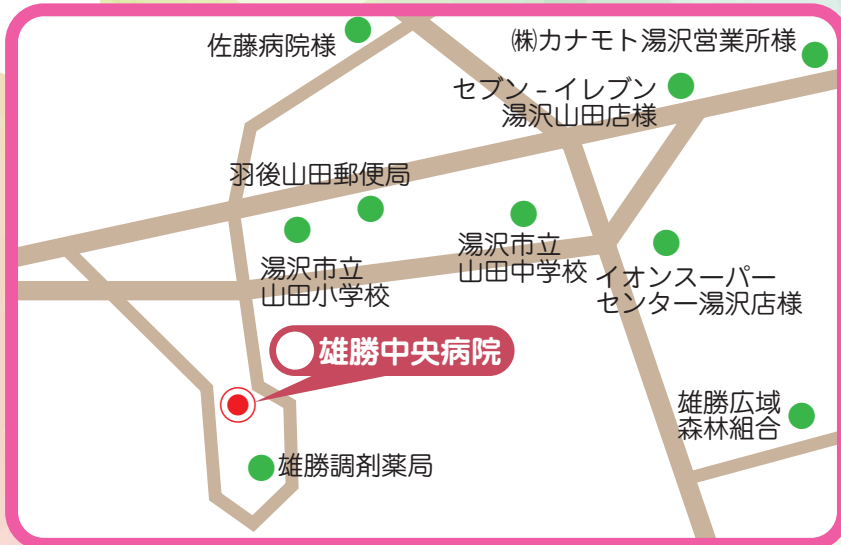 佐藤病院様
㈱カナモト湯沢営業所様
セブン-イレブン
湯沢山田店様
羽後山田郵便局
湯沢市立
山田小学校
湯沢市立
山田中学校
イオンスーパー
センター湯沢店様
雄勝中央病院
雄勝広域
森林組合
雄勝調剤薬局